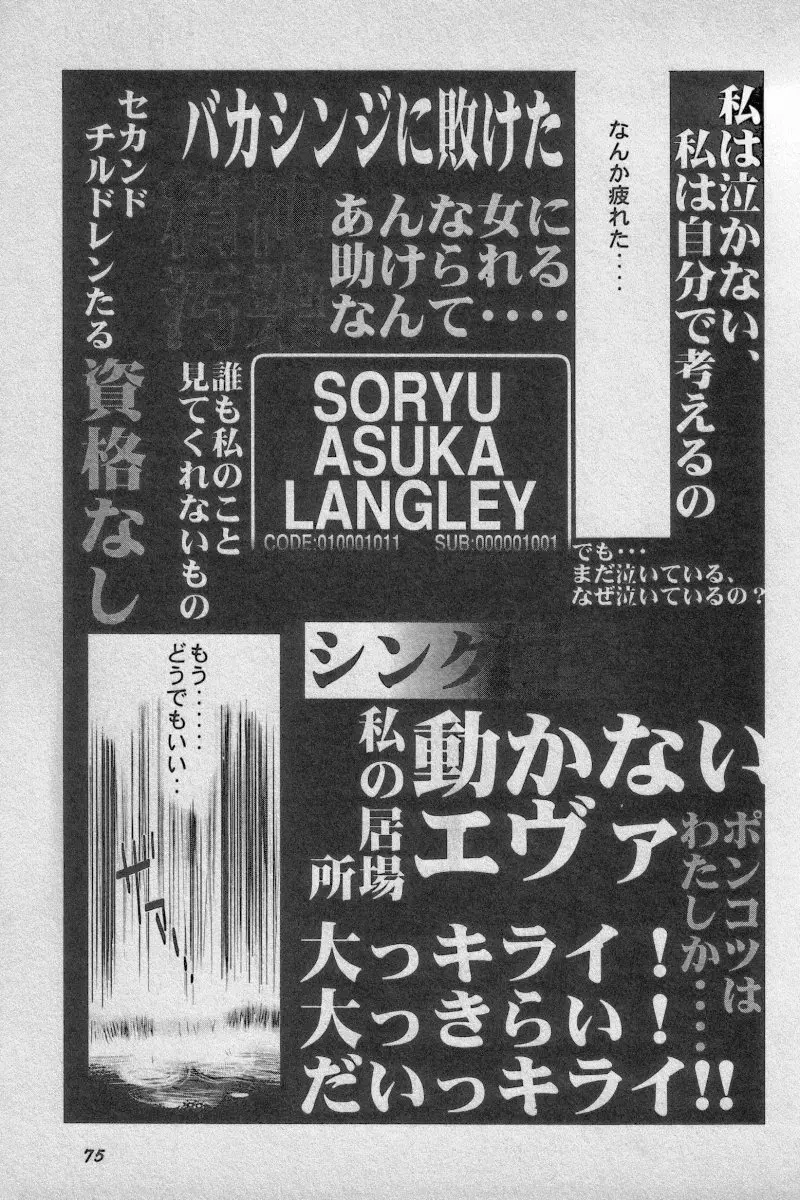 私は泣かない、
私は自分で考えるの
なんか疲れた‥‥
バカシンジに敗けた
あんな女に
助けられる
なんて‥‥
精神
汚染
セカンド
チルドレンたる
資格なし
誰も私のこと
見てくれないもの
SORYU
ASUKA
LANGLEY
CODE:010001011 SUB:000001001
でも・・・
まだ泣いている、
なぜ泣いているの？
シンク
動かない
エヴァ
ポンコツは
わたしか‥‥
私の居場
所
大っキライ！
大っきらい！
だいっキライ!!
もう‥‥‥
どうでもいい‥
ザァ
75